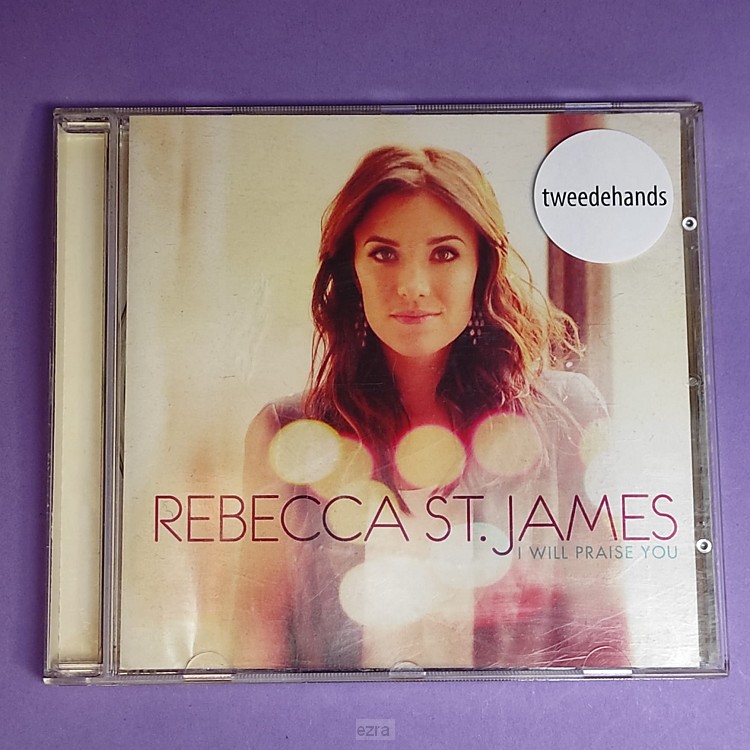 tweedehands
REBECCA ST. JAMES
I WILL PRAISE YOU
ezra